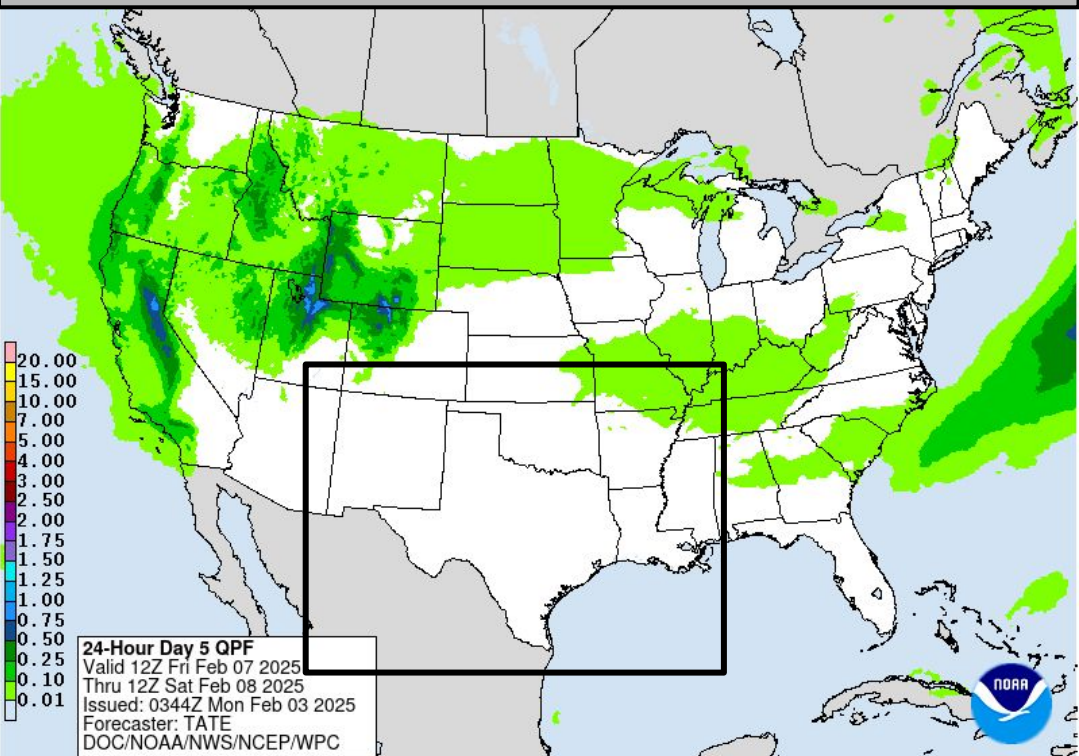 20.00
15.00
10.00
7.00
5.00
4.00
3.00
2.50
2.00
1.75
1.50
1.25
1.00
0.75
0.50
0.25
0.10
0.01
24-Hour Day 5 QPF
Valid 12Z Fri Feb 07 2025
Thru 12Z Sat Feb 08 2025
Issued: 0344Z Mon Feb 03 2025
Forecaster: TATE
DOC/NOAA/NWS/NCEP/WPC
NOAA